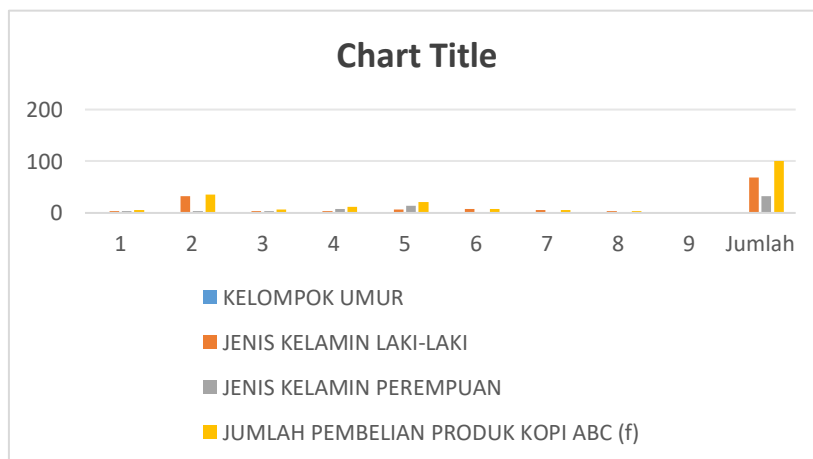 Chart Title
200
100
0
1 2 3 4 5 6 7 8 9 Jumlah
KELOMPOK UMUR
JENIS KELAMIN LAKI-LAKI
JENIS KELAMIN PEREMPUAN
JUMLAH PEMBELIAN PRODUK KOPI ABC (f)